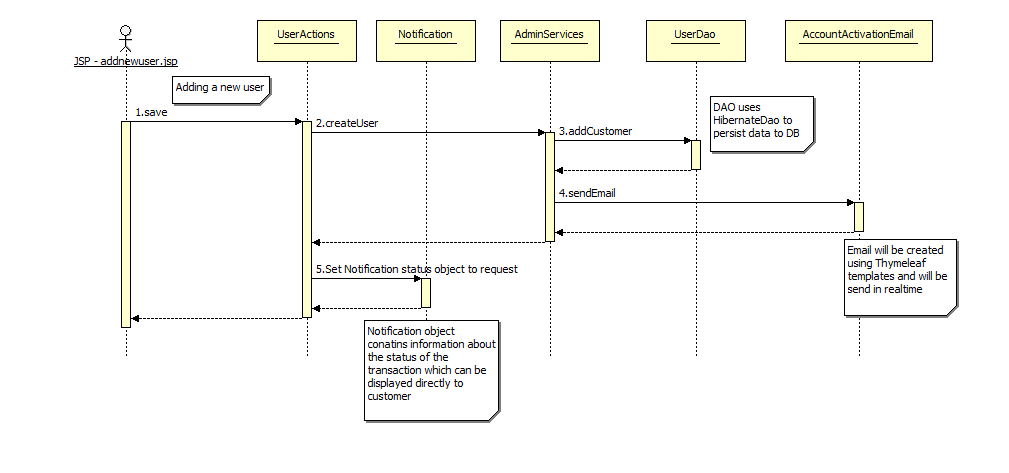 UserActions
Notification
AdminServices
UserDao
AccountActivationEmail
JSP - addnewuser.jsp
Adding a new user
1.save
2.createUser
3.addCustomer
DAO uses
HibernateDao to
persist data to DB
4.sendEmail
Email will be created
using Thymeleaf
templates and will be
send in realtime
5.Set Notification status object to request
Notification object
conatins information about
the status of the
transaction which can be
displayed directly to
customer